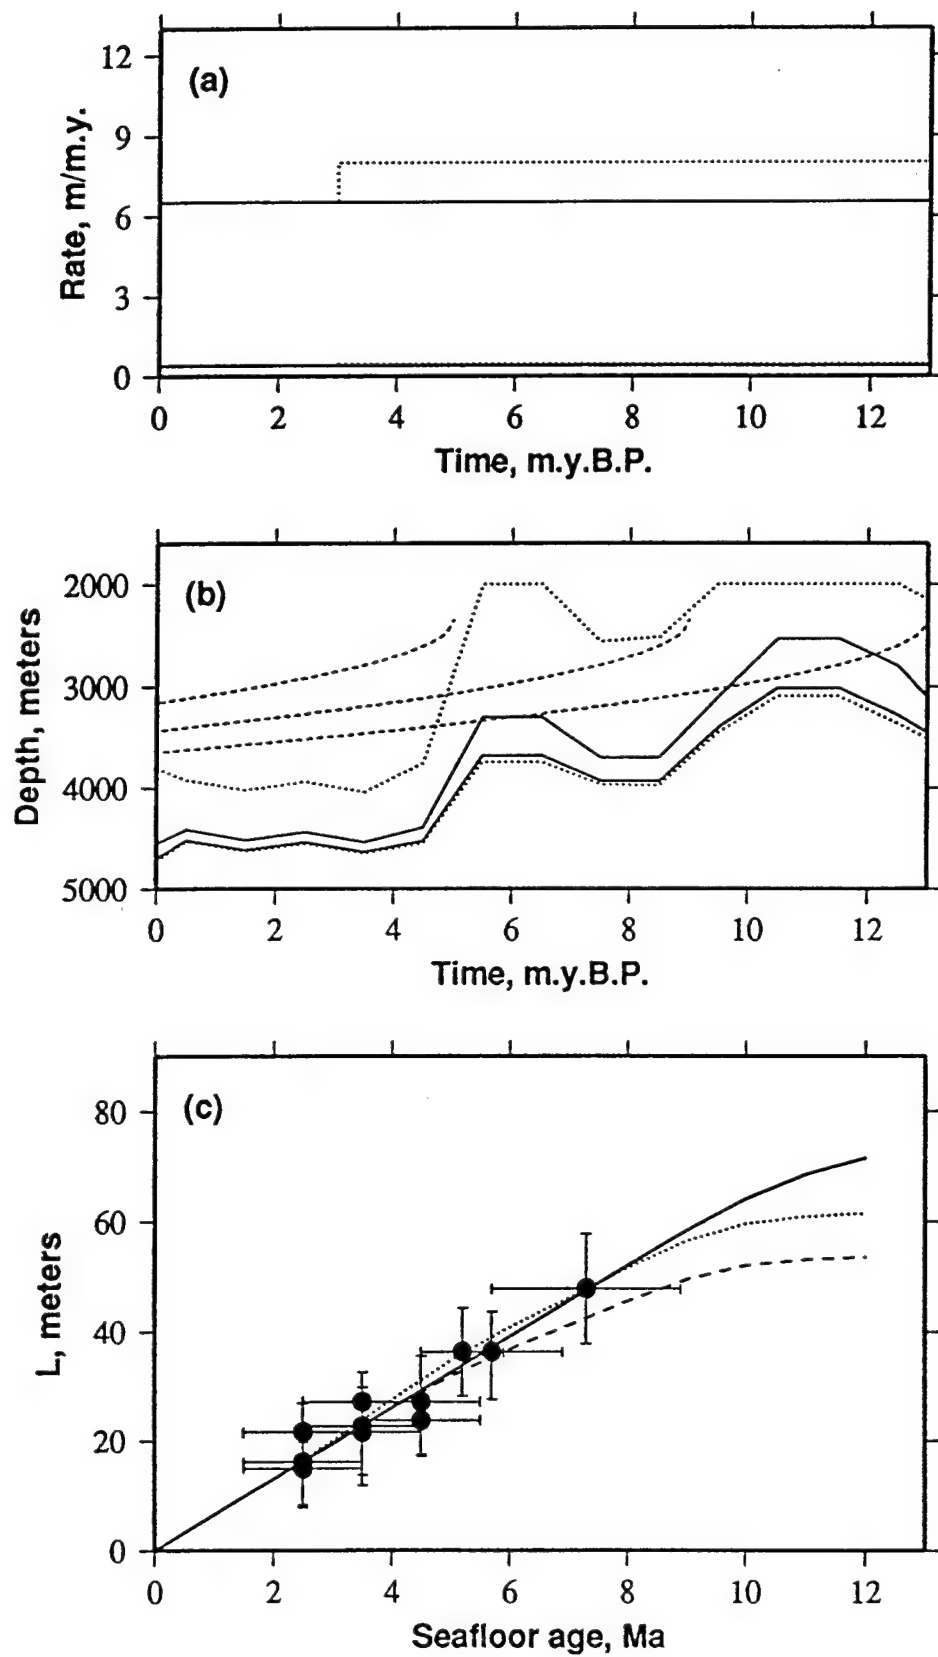 (a)
12
9
6
3
0
Rate, m/m.y.
0 2 4 6 8 10 12
Time, m.y.B.P.
(b)
2000
3000
4000
5000
Depth, meters
0 2 4 6 8 10 12
Time, m.y.B.P.
(c)
80
60
40
20
0
L, meters
0 2 4 6 8 10 12
Seafloor age, Ma